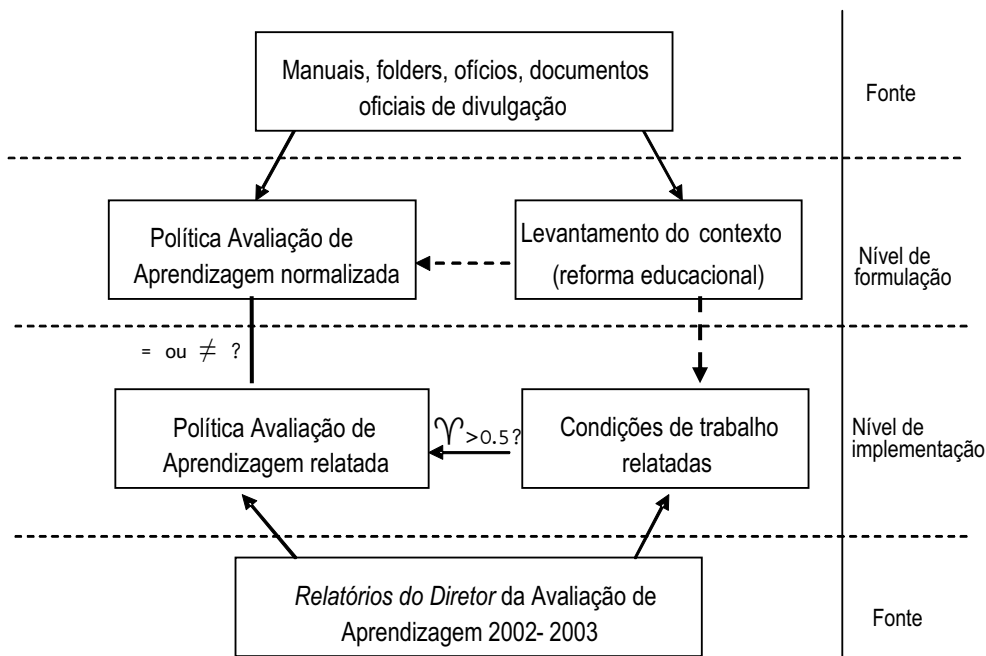 Manuais, folders, ofícios, documentos
oficiais de divulgação
Fonte
Política Avaliação de
Aprendizagem normalizada
Levantamento do contexto
(reforma educacional)
Nível de
formulação
= ou ≠ ?
Política Avaliação de
Aprendizagem relatada
ϒ>0.5?
Condições de trabalho
relatadas
Nível de
implementação
Relatórios do Diretor da Avaliação de
Aprendizagem 2002- 2003
Fonte